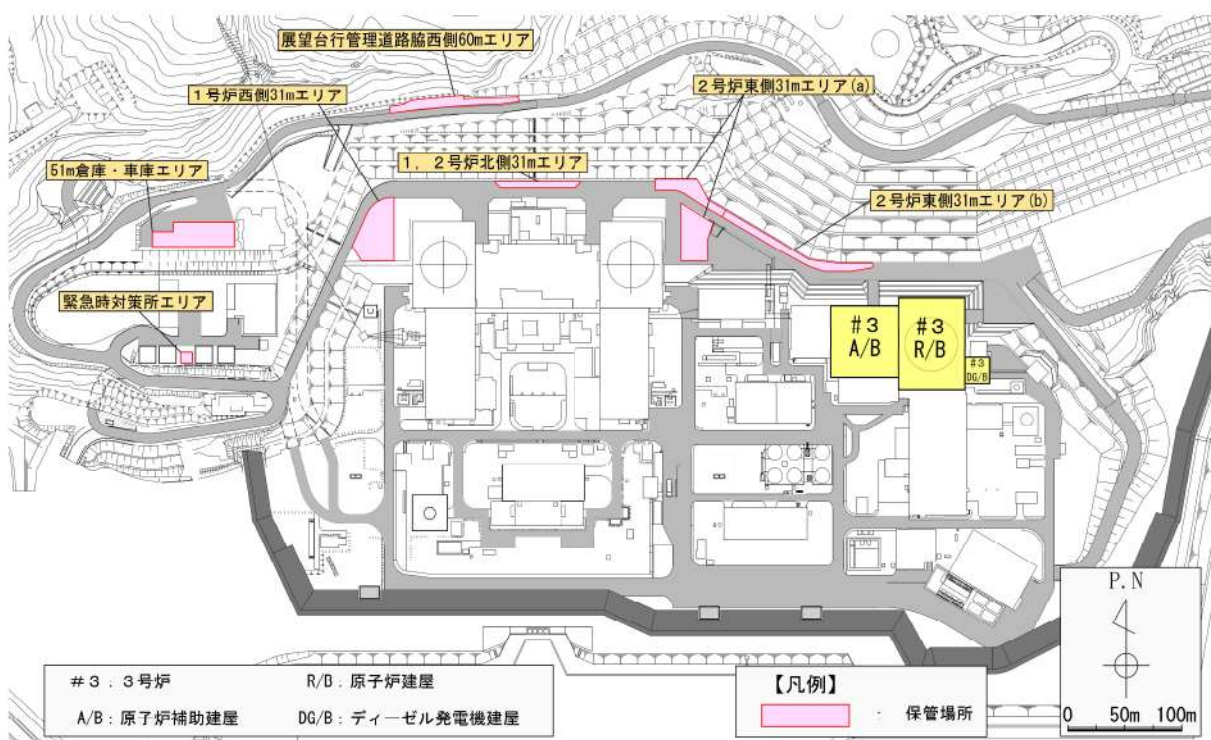 展望台行管理道路脇西側60mエリア
1号炉西側31mエリア
2号炉東側31mエリア(a)
51m倉庫・車庫エリア
1, 2号炉北側31mエリア
2号炉東側31mエリア(b)
緊急時対策所エリア
#3
A/B
#3
R/B
#3
DG/B
P.N
#3. 3号炉
R/B. 原子炉建屋
A/B: 原子炉補助建屋
DG/B: ディーゼル発電機建屋
【凡例】
: 保管場所
0 50m 100m